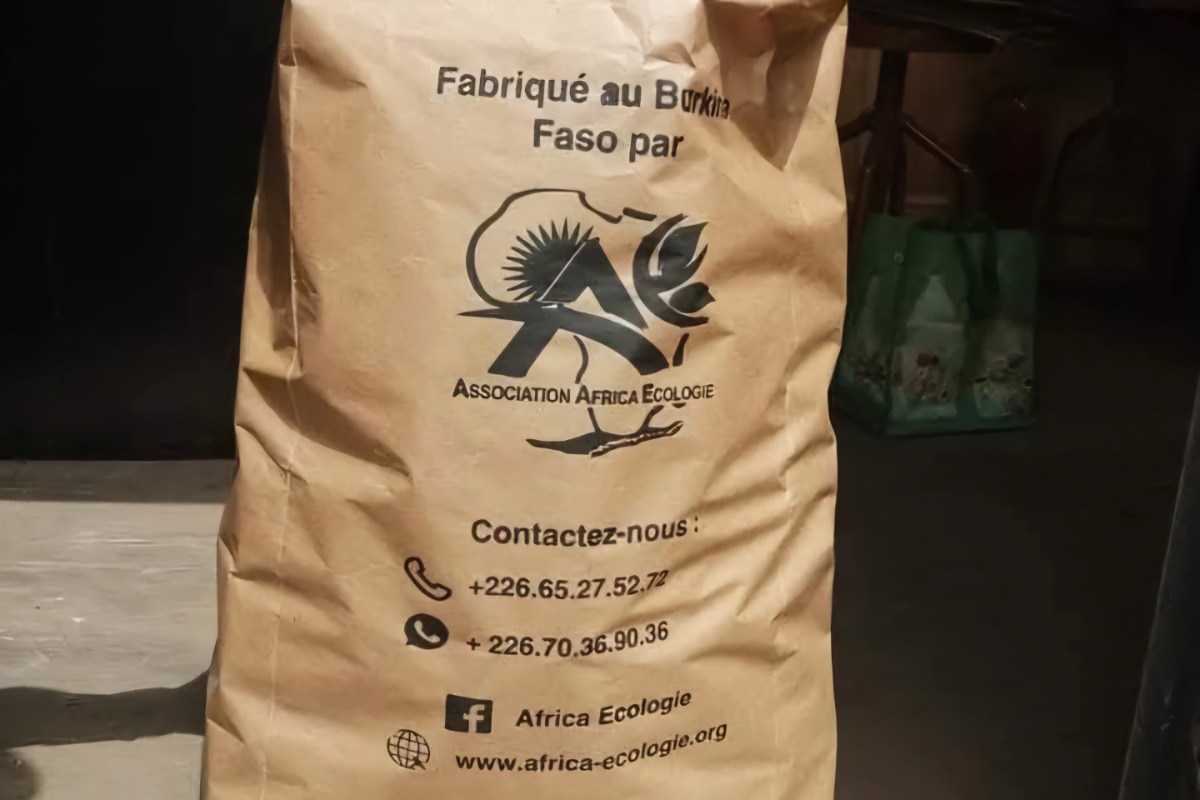 Fabriqué au Burkina
Faso par
ASSOCIATION AFRICA ECOLOGIE
Contactez-nous :
+226.65.27.52.72
+ 226.70.36.90.36
f Africa Ecologie
www.africa-ecologie.org